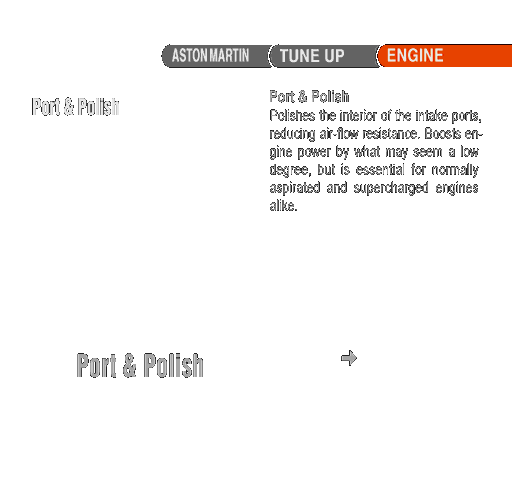 ASTON MARTIN TUNE UP ENGINE
Port & Polish
Port & Polish
Polishes the interior of the intake ports,
reducing air-flow resistance. Boosts en-
gine power by what may seem a low
degree, but is essential for normally
aspirated and supercharged engines
alike.
Port & Polish